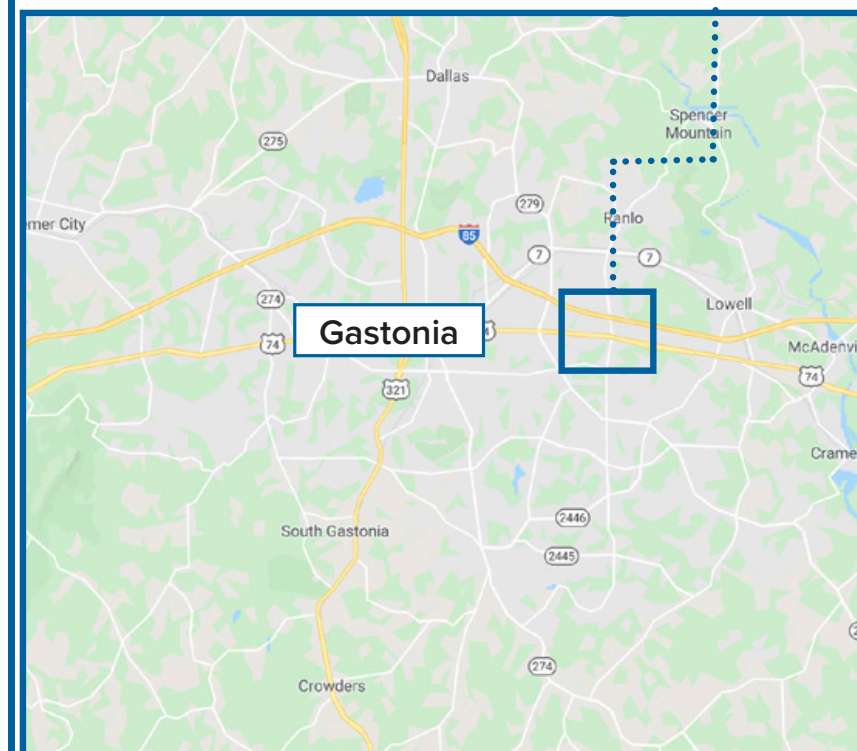 Dallas
Spencer
Mountain
275
279
Ranlo
mer City
85
7
7
274
Lowell
Gastonia
4
74
McAdenvi
74
321
Crame
2446
South Gastonia
2445
274
Crowders